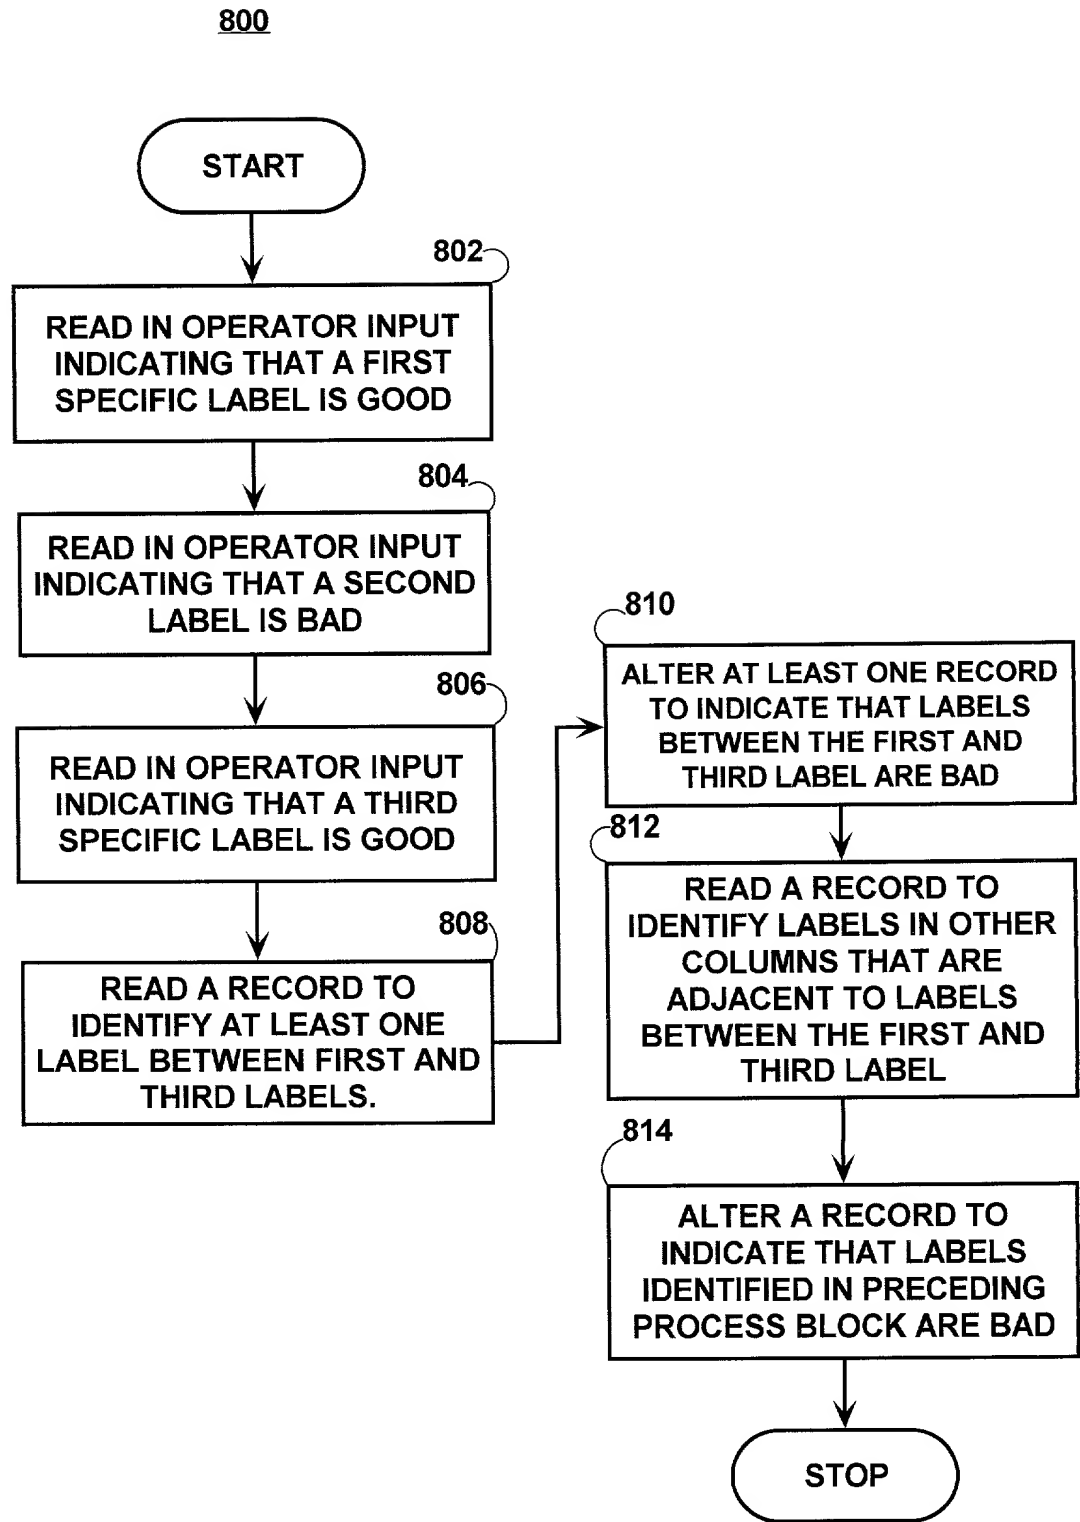 800
START
802
READ IN OPERATOR INPUT
INDICATING THAT A FIRST
SPECIFIC LABEL IS GOOD
804
READ IN OPERATOR INPUT
INDICATING THAT A SECOND
LABEL IS BAD
806
READ IN OPERATOR INPUT
INDICATING THAT A THIRD
SPECIFIC LABEL IS GOOD
808
READ A RECORD TO
IDENTIFY AT LEAST ONE
LABEL BETWEEN FIRST AND
THIRD LABELS.
810
ALTER AT LEAST ONE RECORD
TO INDICATE THAT LABELS
BETWEEN THE FIRST AND
THIRD LABEL ARE BAD
812
READ A RECORD TO
IDENTIFY LABELS IN OTHER
COLUMNS THAT ARE
ADJACENT TO LABELS
BETWEEN THE FIRST AND
THIRD LABEL
814
ALTER A RECORD TO
INDICATE THAT LABELS
IDENTIFIED IN PRECEDING
PROCESS BLOCK ARE BAD
STOP